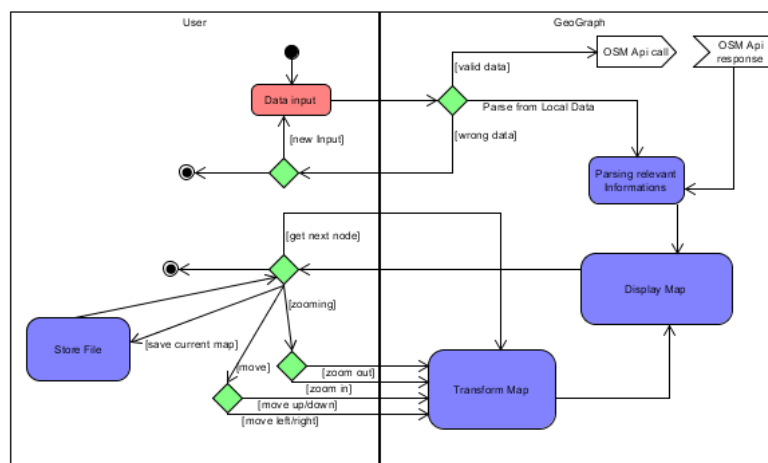 User
GeoGraph
OSM Api call
OSM Api
response
[valid data]
Data input
Parse from Local Data
[wrong data]
[new Input]
Parsing relevant
Informations
[get next node]
Display Map
[zooming]
Store File
[save current map]
[move]
[zoom out]
[zoom in]
Transform Map
[move up/down]
[move left/right]